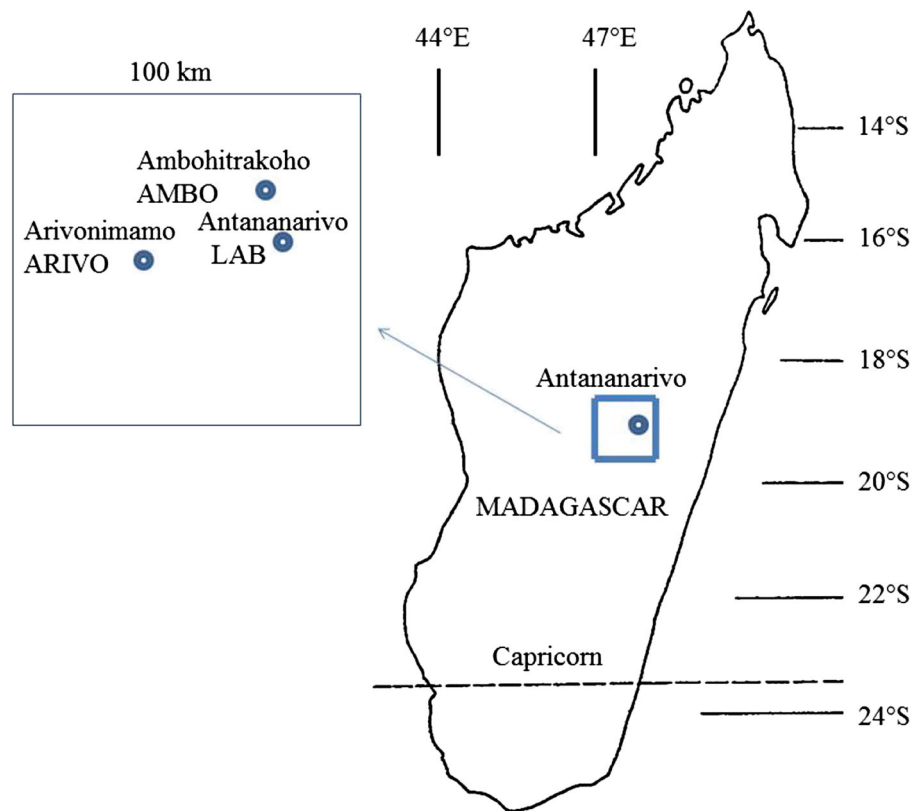 44°E
47°E
100 km
14°S
Ambohitrakoho
AMBO
Antananarivo
LAB
Arivonimamo
ARIVO
16°S
18°S
Antananarivo
20°S
MADAGASCAR
22°S
Capricorn
24°S